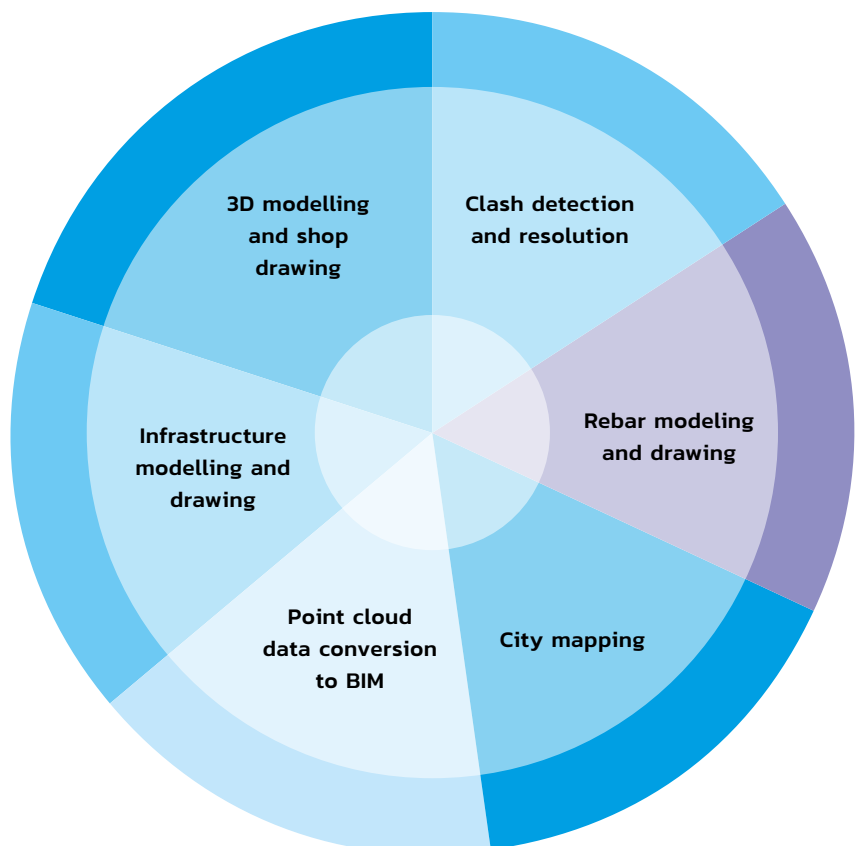 3D modelling
and shop
drawing
Clash detection
and resolution
Rebar modeling
and drawing
City mapping
Point cloud
data conversion
to BIM
Infrastructure
modelling and
drawing